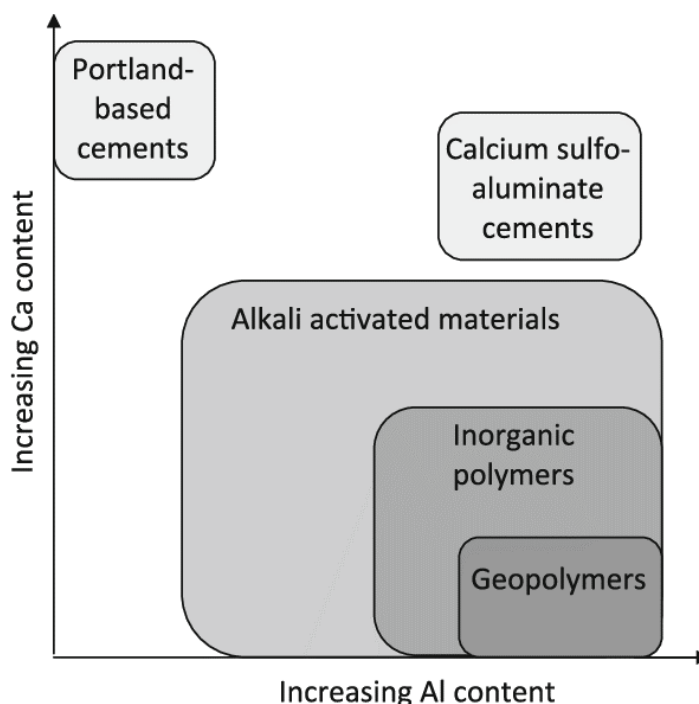 Portland-
based
cements
Calcium sulfo-
aluminate
cements
Alkali activated materials
Inorganic
polymers
Geopolymers
Increasing Ca content
Increasing Al content